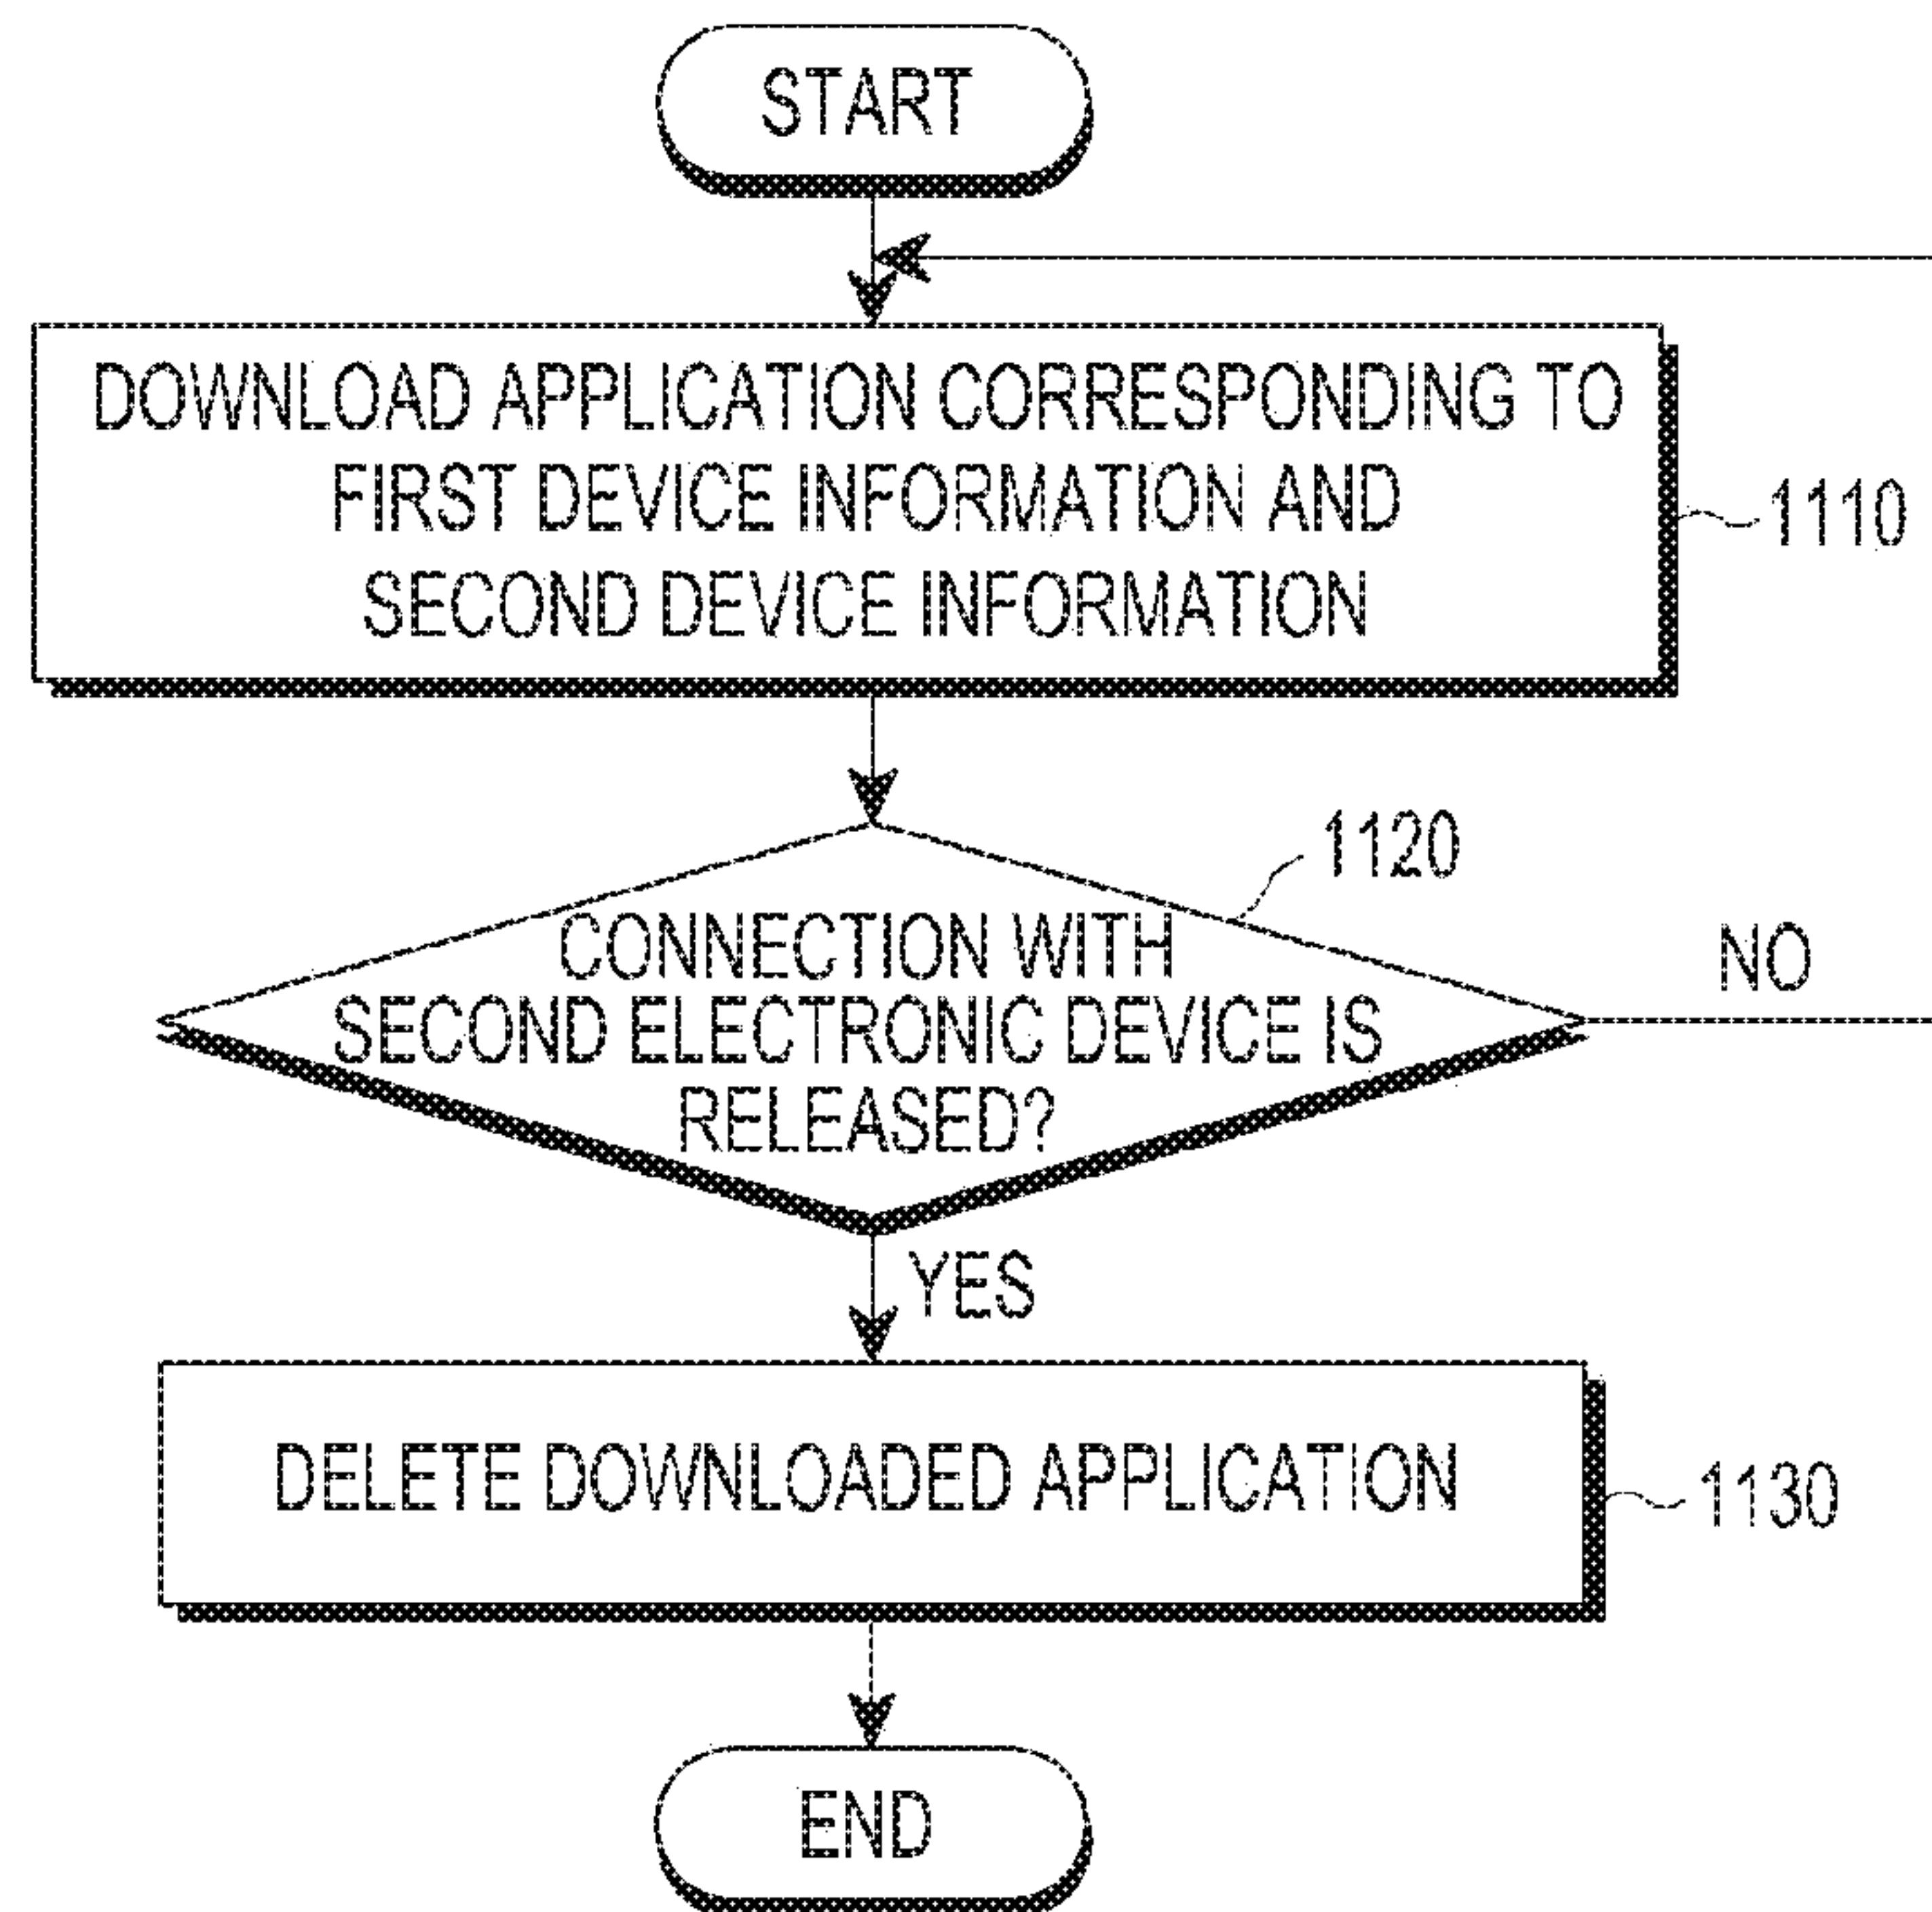 START
DOWNLOAD APPLICATION CORRESPONDING TO
FIRST DEVICE INFORMATION AND
SECOND DEVICE INFORMATION
1110
1120
CONNECTION WITH
SECOND ELECTRONIC DEVICE IS
RELEASED?
NO
YES
DELETE DOWNLOADED APPLICATION
1130
END